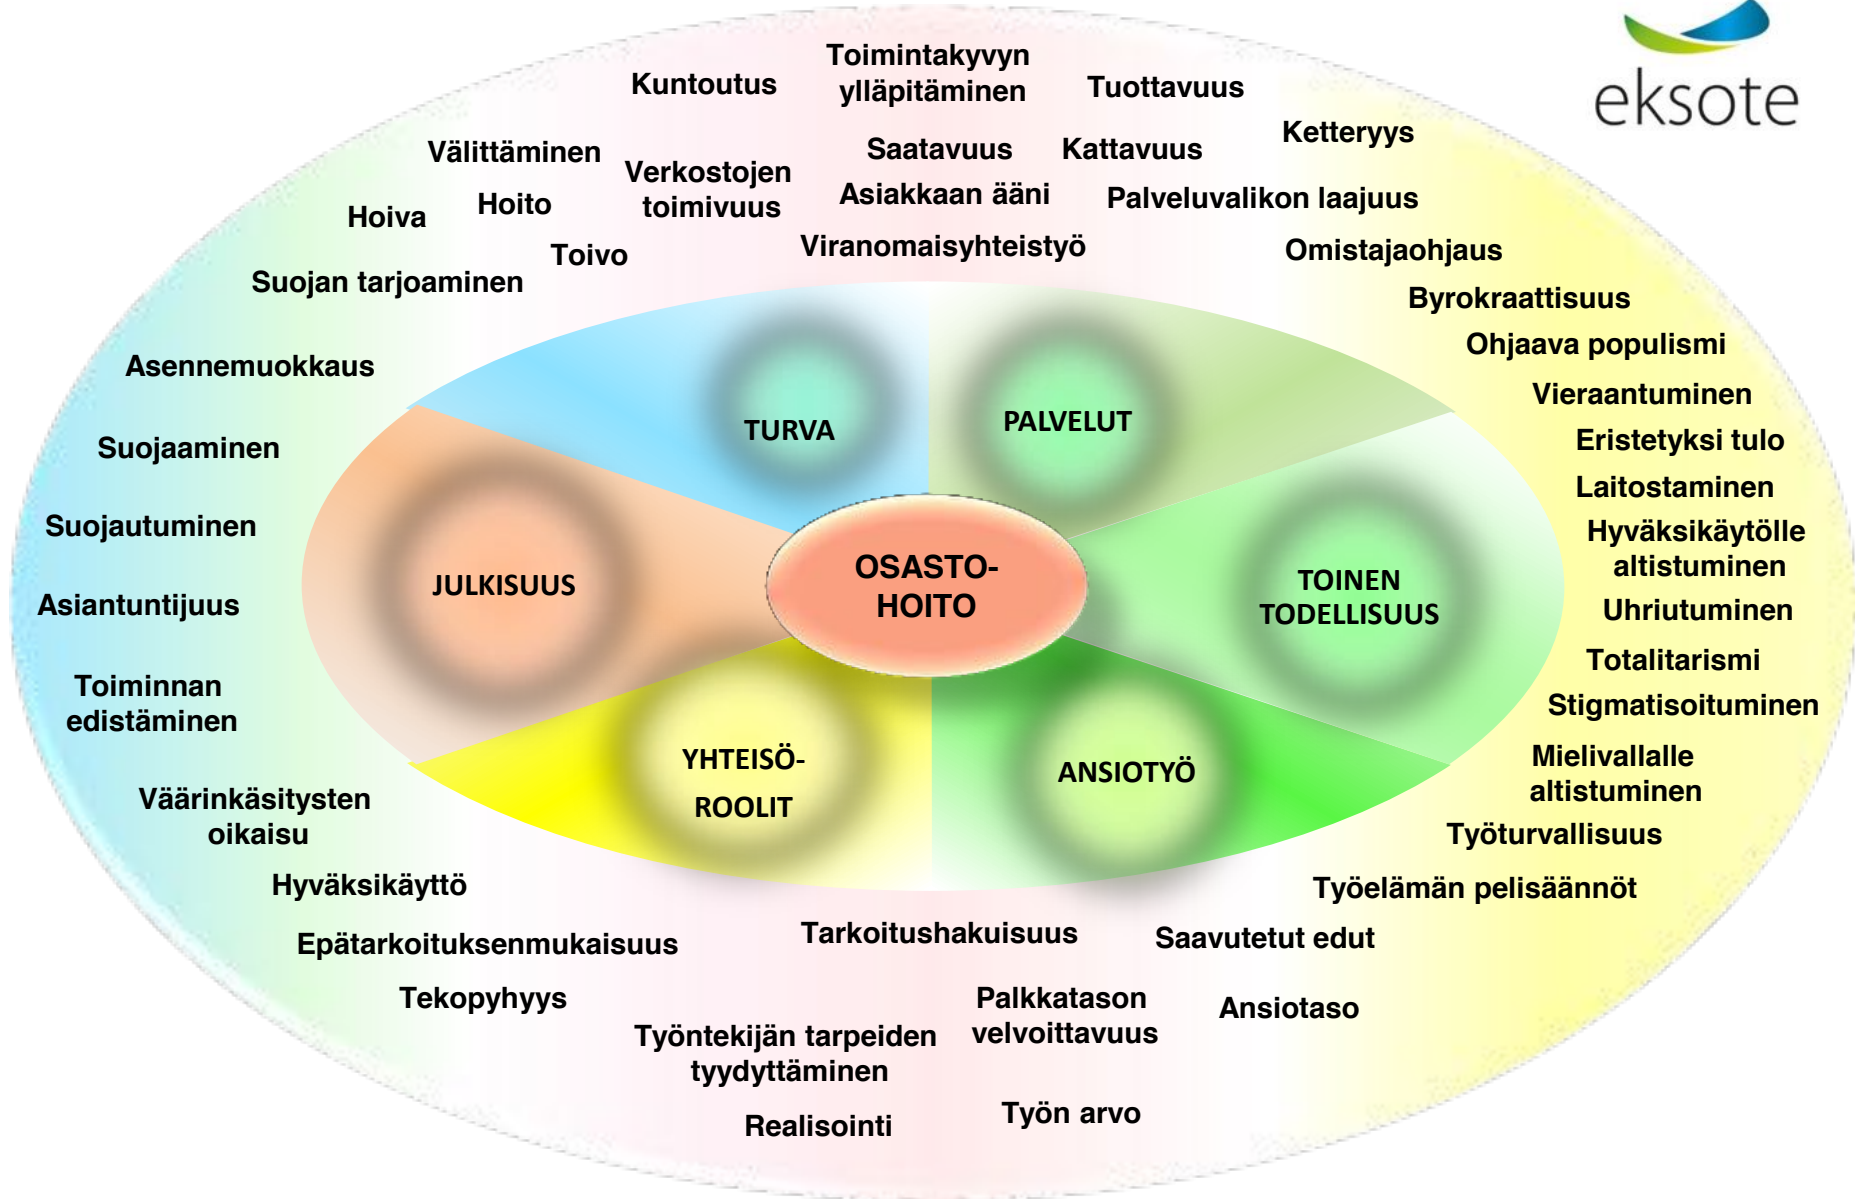 eksote
Toimintakyvyn
ylläpitäminen
Kuntoutus
Tuottavuus
Ketteryys
Välittäminen
Verkostojen
toimivuus
Saatavuus
Kattavuus
Asiakkaan ääni
Palveluvalikon laajuus
Hoiva
Hoito
Toivo
Viranomaisyhteistyö
Omistajaohjaus
Suojan tarjoaminen
Byrokraattisuus
Ohjaava populismi
Asennemuokkaus
Vieraantuminen
Suojaaminen
Eristetyksi tulo
Laitostaminen
Suojautuminen
Hyväksikäytölle
altistuminen
Asiantuntijuus
Uhriutuminen
Totalitarismi
Toiminnan
edistäminen
Stigmatisoituminen
Mielivallalle
altistuminen
Väärinkäsitysten
oikaisu
Työturvallisuus
Hyväksikäyttö
Työelämän pelisäännöt
Epätarkoituksenmukaisuus
Tarkoitushakuisuus
Saavutetut edut
Tekopyhyys
Palkkatason
velvoittavuus
Ansiotaso
Työntekijän tarpeiden
tyydyttäminen
Realisointi
Työn arvo
TURVA
PALVELUT
JULKISUUS
OSASTO-
HOITO
TOINEN
TODELLISUUS
YHTEISÖ-
ROOLIT
ANSIOTYÖ